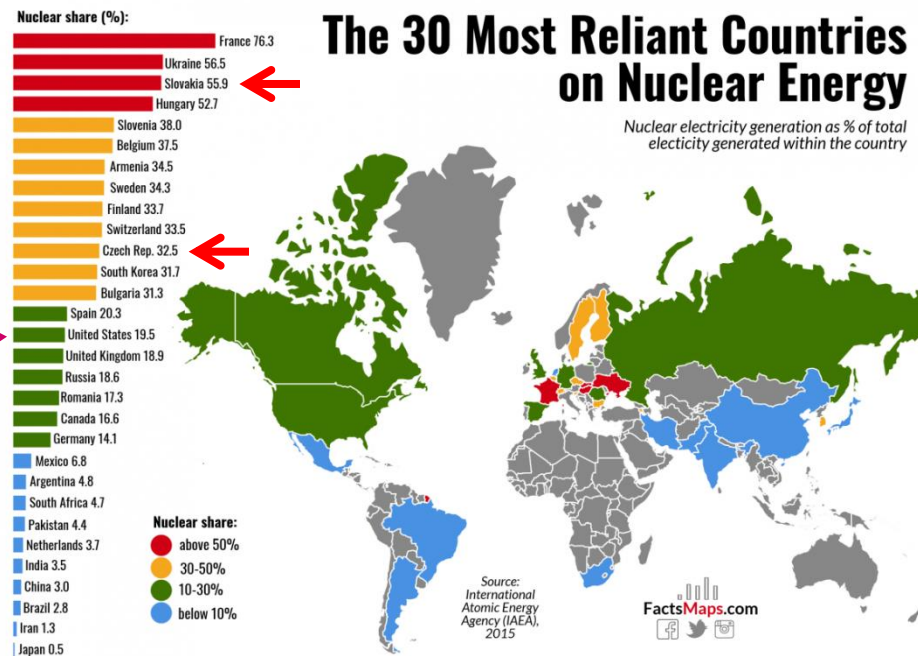 Nuclear share (%):
France 76.3
Ukraine 56.5
Slovakia 55.9
Hungary 52.7
Slovenia 38.0
Belgium 37.5
Armenia 34.5
Sweden 34.3
Finland 33.7
Switzerland 33.5
Czech Rep. 32.5
South Korea 31.7
Bulgaria 31.3
Spain 20.3
United States 19.5
United Kingdom 18.9
Russia 18.6
Romania 17.3
Canada 16.6
Germany 14.1
Mexico 6.8
Argentina 4.8
South Africa 4.7
Pakistan 4.4
Netherlands 3.7
India 3.5
China 3.0
Brazil 2.8
Iran 1.3
Japan 0.5
The 30 Most Reliant Countries
on Nuclear Energy
Nuclear electricity generation as % of total
electicity generated within the country
Nuclear share:
above 50%
30-50%
10-30%
below 10%
Source:
International
Atomic Energy
Agency (IAEA),
2015
FactsMaps.com